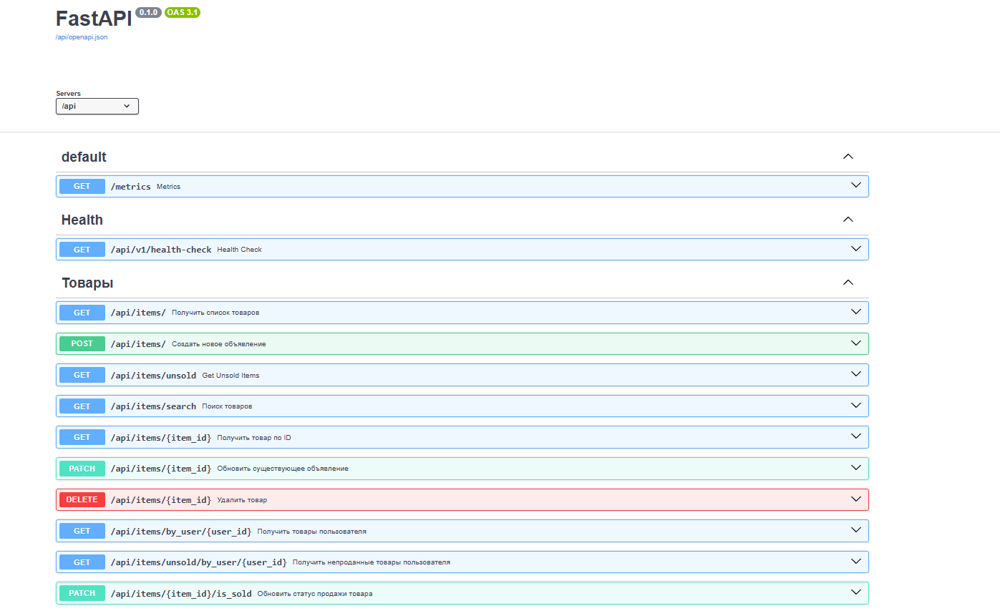 FastAPI 0.1.0 OAS 3.1
/api/openapi.json
Servers
/api
default
GET /metrics Metrics
Health
GET /api/v1/health-check Health Check
Товары
GET /api/items/ Получить список товаров
POST /api/items/ Создать новое объявление
GET /api/items/unsold Get Unsold Items
GET /api/items/search Поиск товаров
GET /api/items/{item_id} Получить товар по ID
PATCH /api/items/{item_id} Обновить существующее объявление
DELETE /api/items/{item_id} Удалить товар
GET /api/items/by_user/{user_id} Получить товары пользователя
GET /api/items/unsold/by_user/{user_id} Получить непроданные товары пользователя
PATCH /api/items/{item_id}/is_sold Обновить статус продажи товара